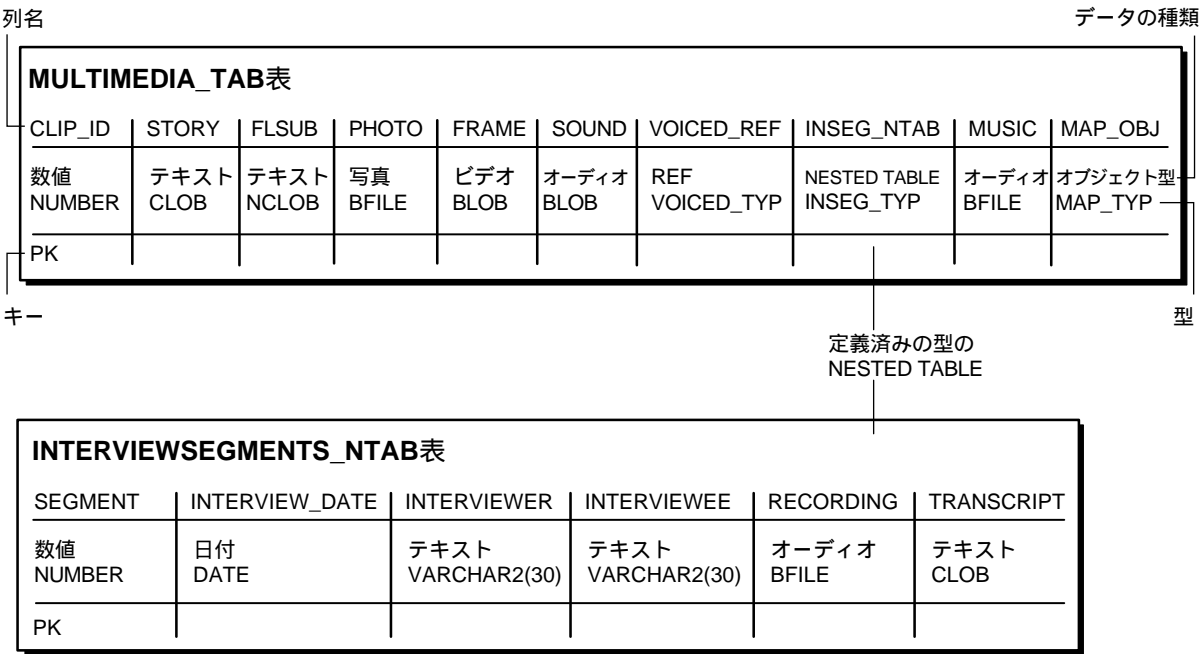 列名 データの種類
MULTIMEDIA_TAB表
CLIP_ID STORY FLSUB PHOTO FRAME SOUND VOICED_REF INSEG_NTAB MUSIC MAP_OBJ
数値 テキスト テキスト 写真 ビデオ オーディオ REF NESTED TABLE オーディオ オブジェクト型
NUMBER CLOB NCLOB BFILE BLOB BLOB VOICED_TYP INSEG_TYP BFILE MAP_TYP
PK
キー 型
定義済みの型の
NESTED TABLE
INTERVIEWSEGMENTS_NTAB表
SEGMENT INTERVIEW_DATE INTERVIEWER INTERVIEWEE RECORDING TRANSCRIPT
数値 日付 テキスト テキスト オーディオ テキスト
NUMBER DATE VARCHAR2(30) VARCHAR2(30) BFILE CLOB
PK